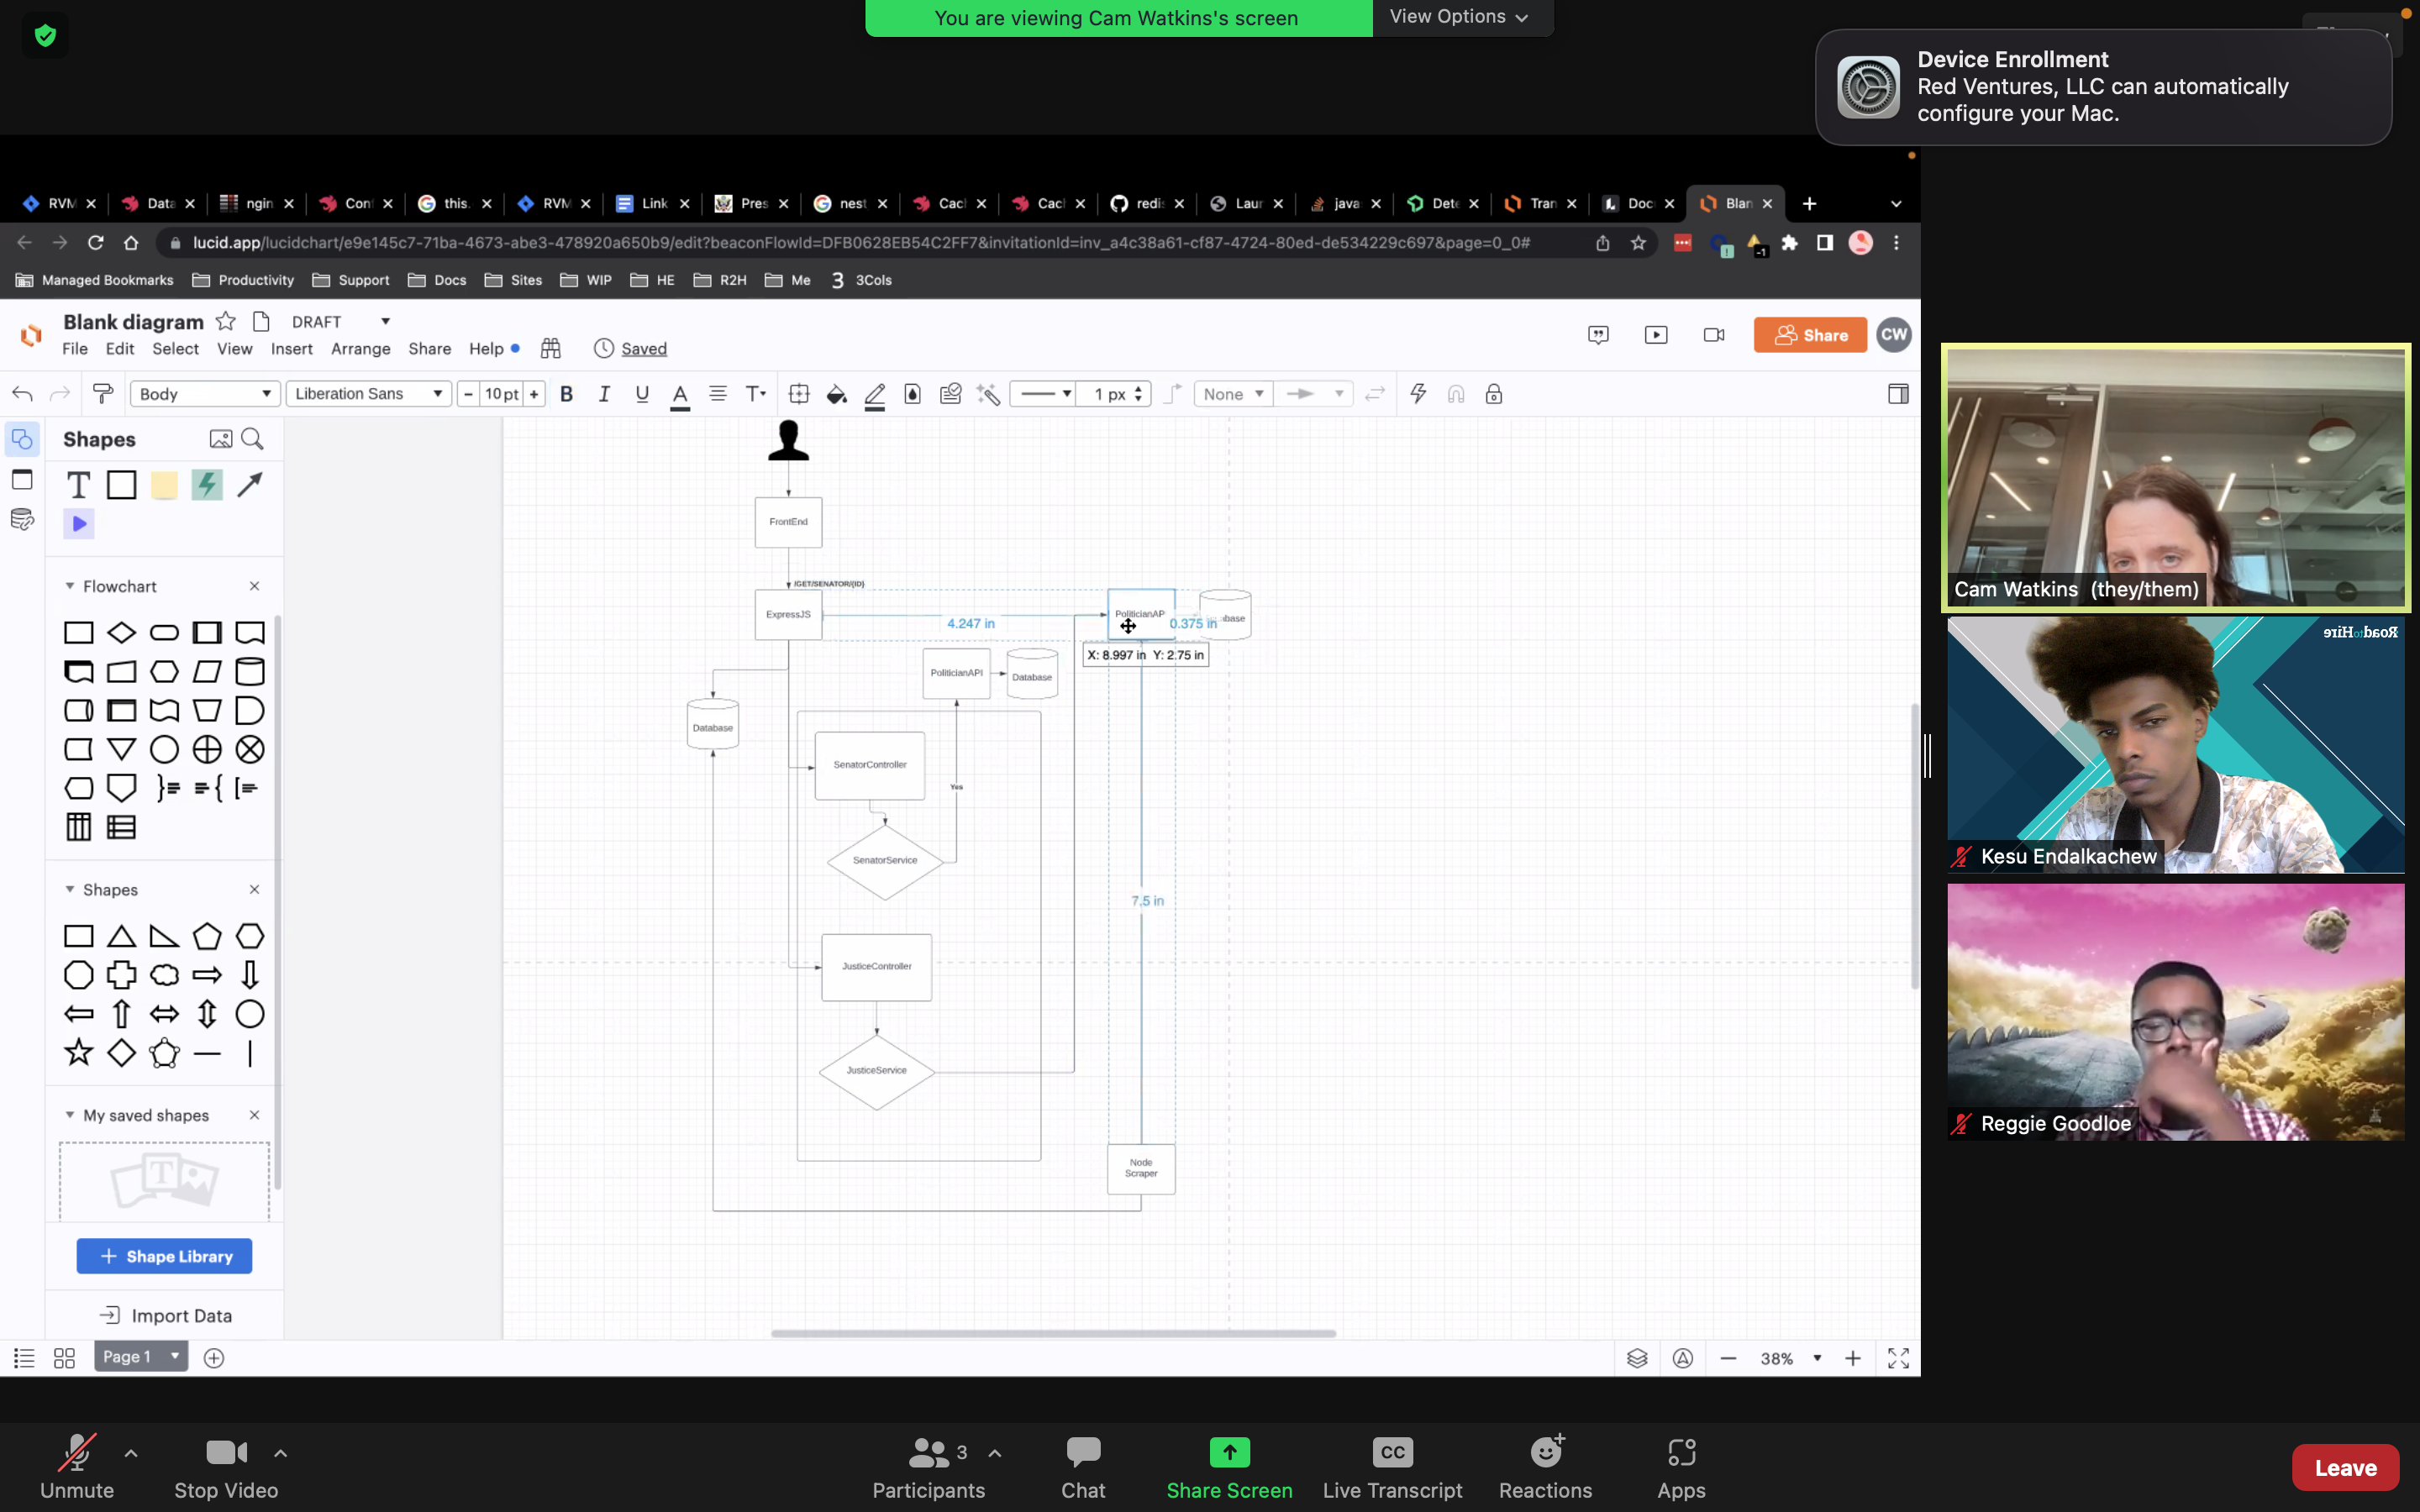 You are viewing Cam Watkins's screen
View Options
Device Enrollment
Red Ventures, LLC can automatically
configure your Mac.
RVM
Data
ngin
Conf
this.
RVM
Link
Pres
nest
Cacl
Cacl
redis
Laur
java
Dete
Tran
Doc
Blan
lucid.app/lucidchart/e9e145c7-71ba-4673-abe3-478920a650b9/edit?beaconFlowId=DFB0628EB54C2FF7&invitationId=inv_a4c38a61-cf87-4724-80ed-de534229c697&page=0_0#
Managed Bookmarks
Productivity
Support
Docs
Sites
WIP
HE
R2H
Me
3 3Cols
Blank diagram
DRAFT
File Edit Select View Insert Arrange Share Help
Saved
Share
CW
Body
Liberation Sans
- 10 pt +
B I U A T
1 px
None
Shapes
T
Flowchart
Shapes
My saved shapes
T
+ Shape Library
Import Data
FrontEnd
/GET/SENATOR/{ID}
ExpressJS
4.247 in
PoliticianAP
0.375 in
..base
X: 8.997 in Y: 2.75 in
PoliticianAPI
Database
Database
SenatorController
Yes
SenatorService
7.5 in
JusticeController
JusticeService
Node
Scraper
Page 1
38%
Cam Watkins (they/them)
RoadtoHire
Kesu Endalkachew
Reggie Goodloe
Unmute
Stop Video
3
Participants
Chat
Share Screen
CC
Live Transcript
Reactions
Apps
Leave